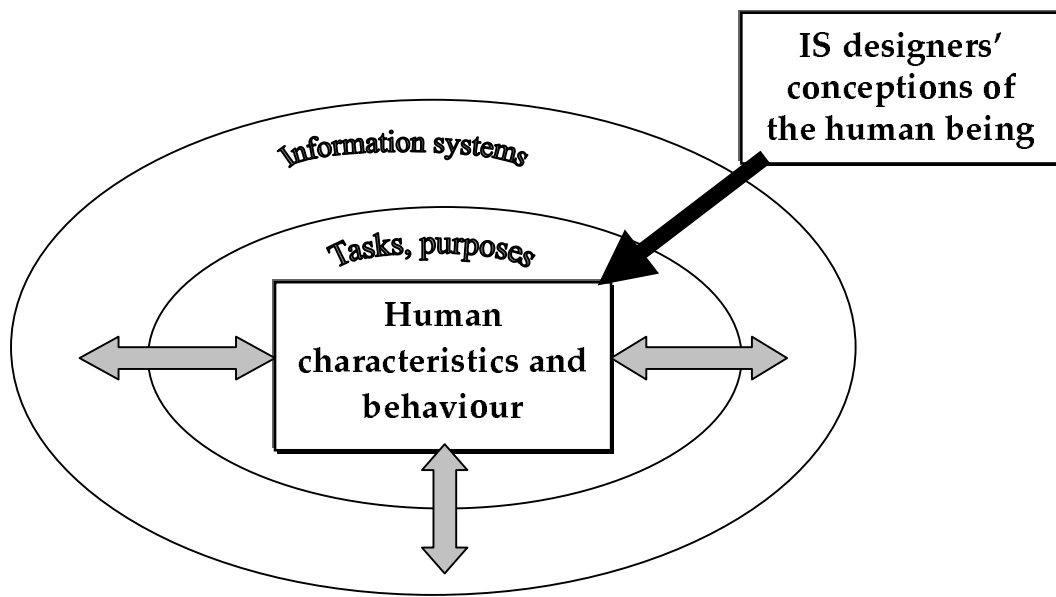 IS designers’
conceptions of
the human being
Information systems
Tasks, purposes
Human
characteristics and
behaviour